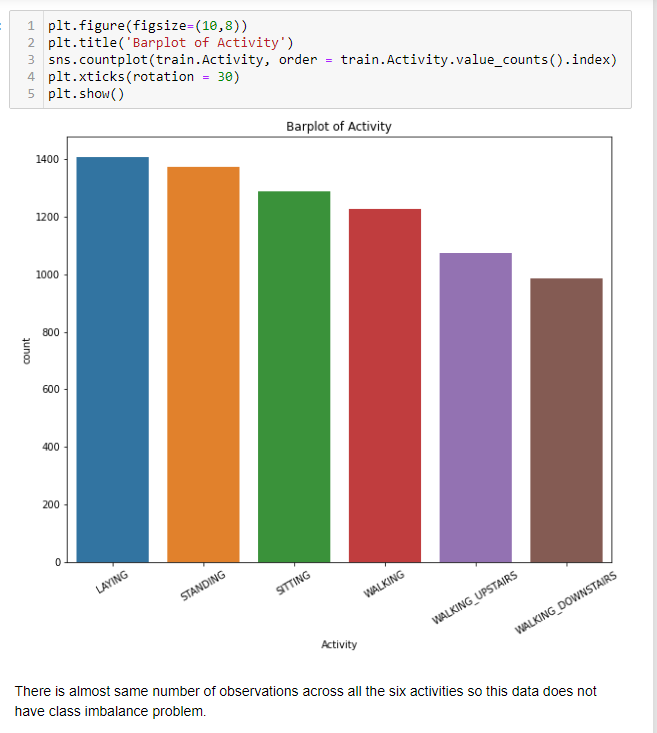 1 plt.figure(figsize=(10,8))
2 plt.title('Barplot of Activity')
3 sns.countplot(train.Activity, order = train.Activity.value_counts().index)
4 plt.xticks(rotation = 30)
5 plt.show()
Barplot of Activity
1400
1200
1000
800
600
400
200
0
count
LAYING
STANDING
SITTING
WALKING
WALKING_UPSTAIRS
WALKING_DOWNSTAIRS
Activity
There is almost same number of observations across all the six activities so this data does not
have class imbalance problem.